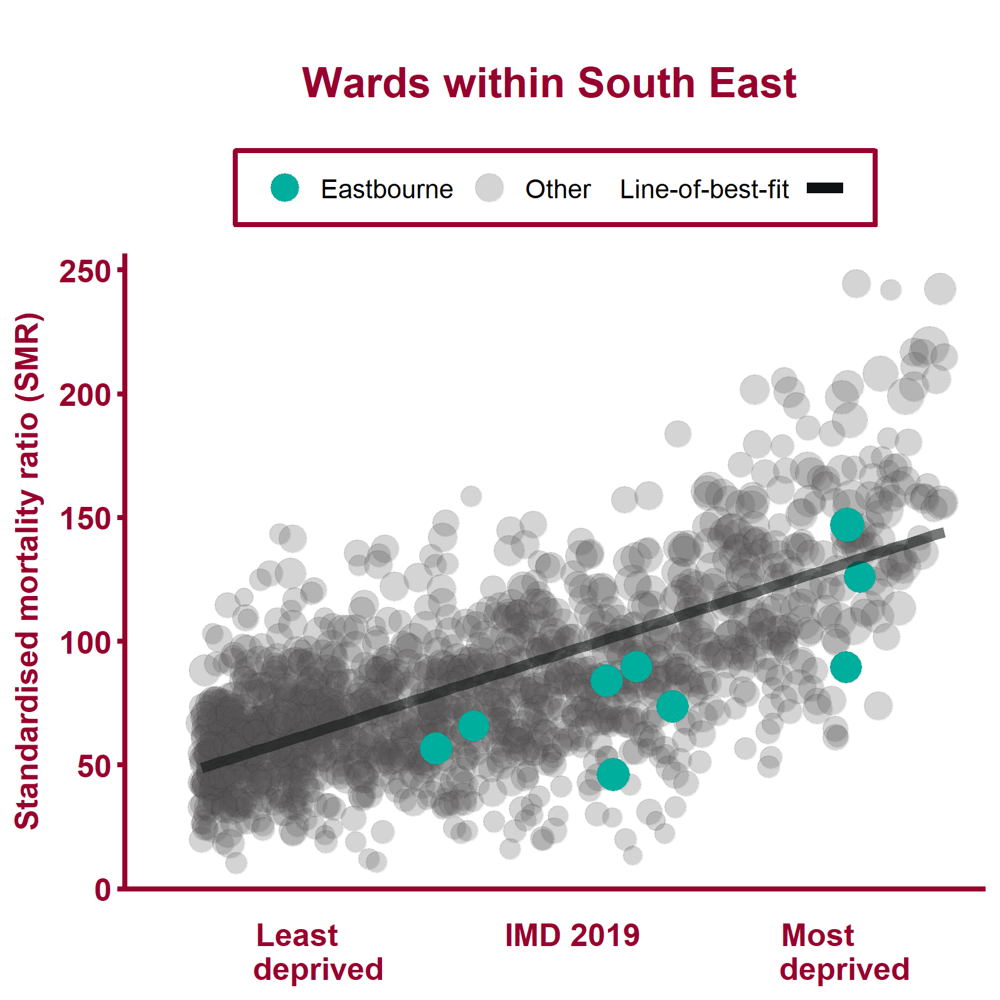 Wards within South East
Eastbourne Other Line-of-best-fit
Standardised mortality ratio (SMR)
250
200
150
100
50
0
Least deprived
IMD 2019
Most deprived